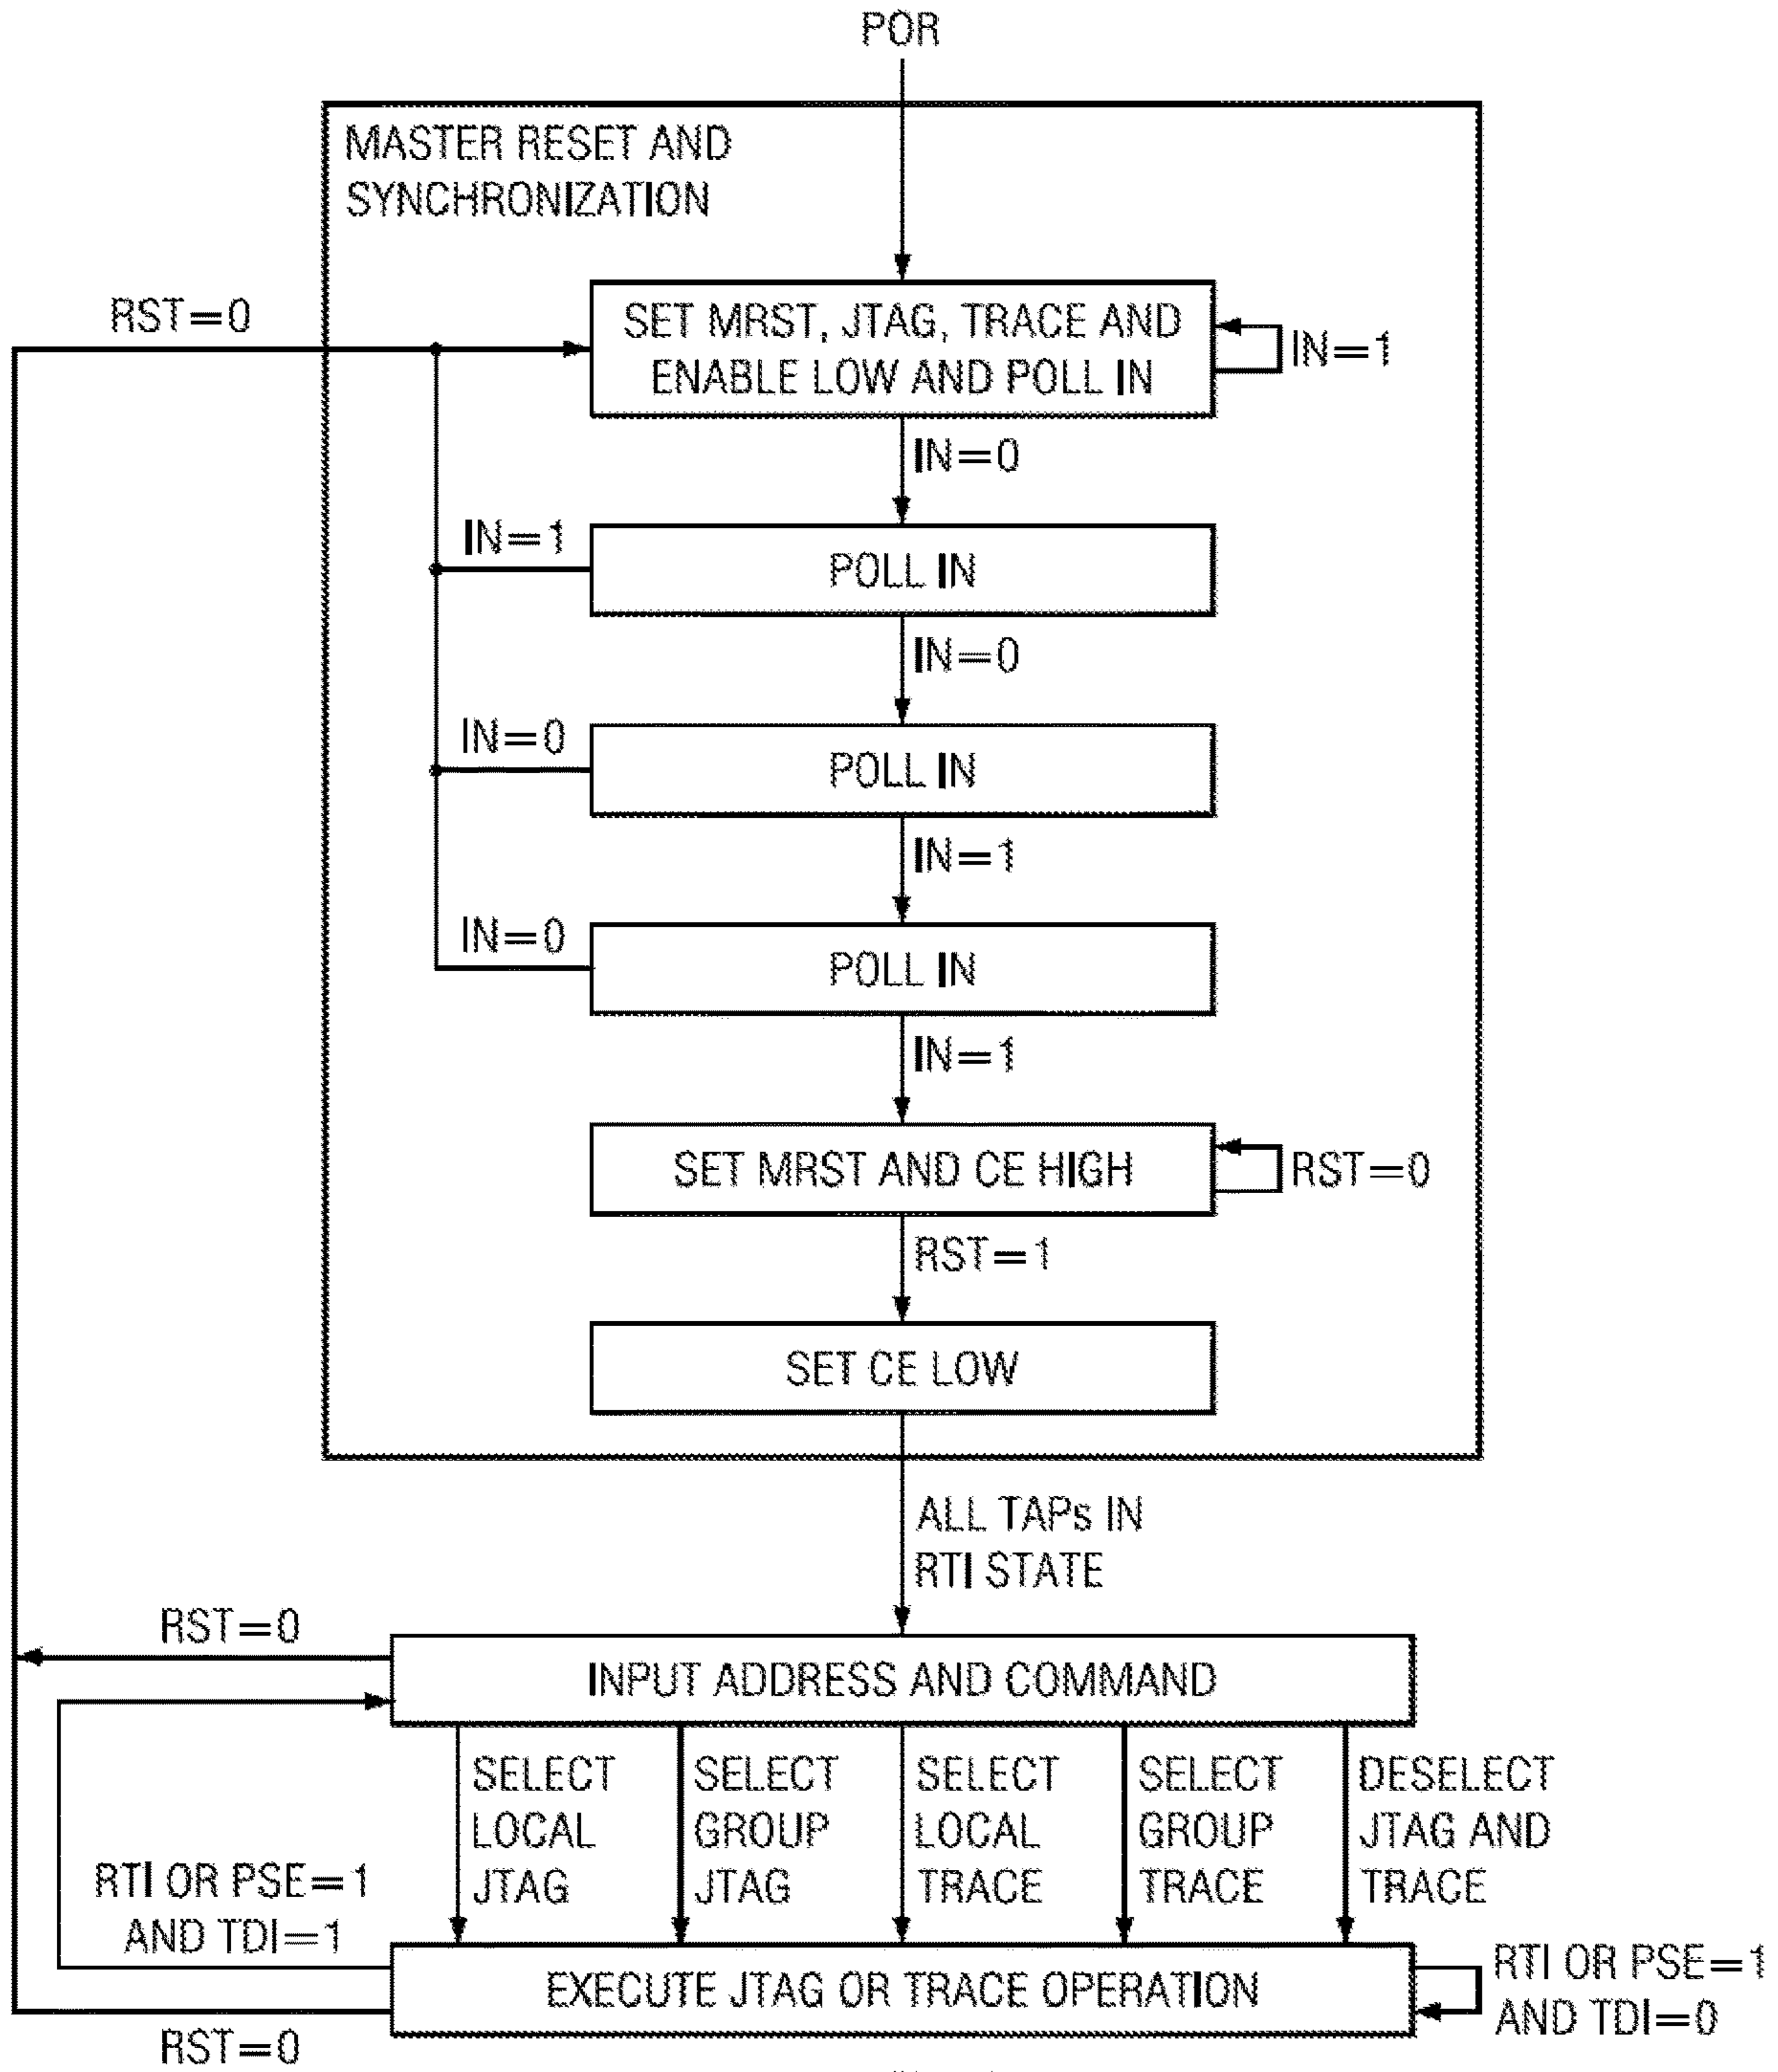 POR
MASTER RESET AND
SYNCHRONIZATION
RST=0
SET MRST, JTAG, TRACE AND
ENABLE LOW AND POLL IN
IN=1
IN=0
IN=1
POLL IN
IN=0
IN=0
POLL IN
IN=1
IN=0
POLL IN
IN=1
SET MRST AND CE HIGH
RST=0
RST=1
SET CE LOW
ALL TAPs IN
RTI STATE
RST=0
INPUT ADDRESS AND COMMAND
SELECT
LOCAL
JTAG
SELECT
GROUP
JTAG
SELECT
LOCAL
TRACE
SELECT
GROUP
TRACE
DESELECT
JTAG AND
TRACE
RTI OR PSE=1
AND TDI=1
EXECUTE JTAG OR TRACE OPERATION
RTI OR PSE=1
AND TDI=0
RST=0